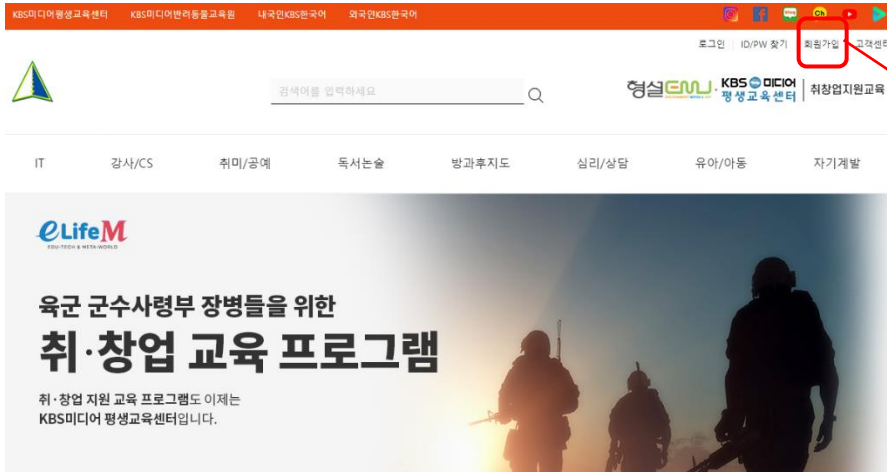 KBS미디어평생교육센터 KBS미디어반려동물교육원 내국인KBS한국어 외국인KBS한국어
로그인 ID/PW 찾기 회원가입 고객센터
검색어를 입력하세요
형설EMJ · KBS 미디어 평생교육센터 취창업지원교육
IT 강사/CS 취미/공예 독서논술 방과후지도 심리/상담 유아/아동 자기계발
eLifeM
EDU-TECH & META-WORLD
육군 군수사령부 장병들을 위한
취·창업 교육 프로그램
취·창업 지원 교육 프로그램도 이제는
KBS미디어 평생교육센터입니다.